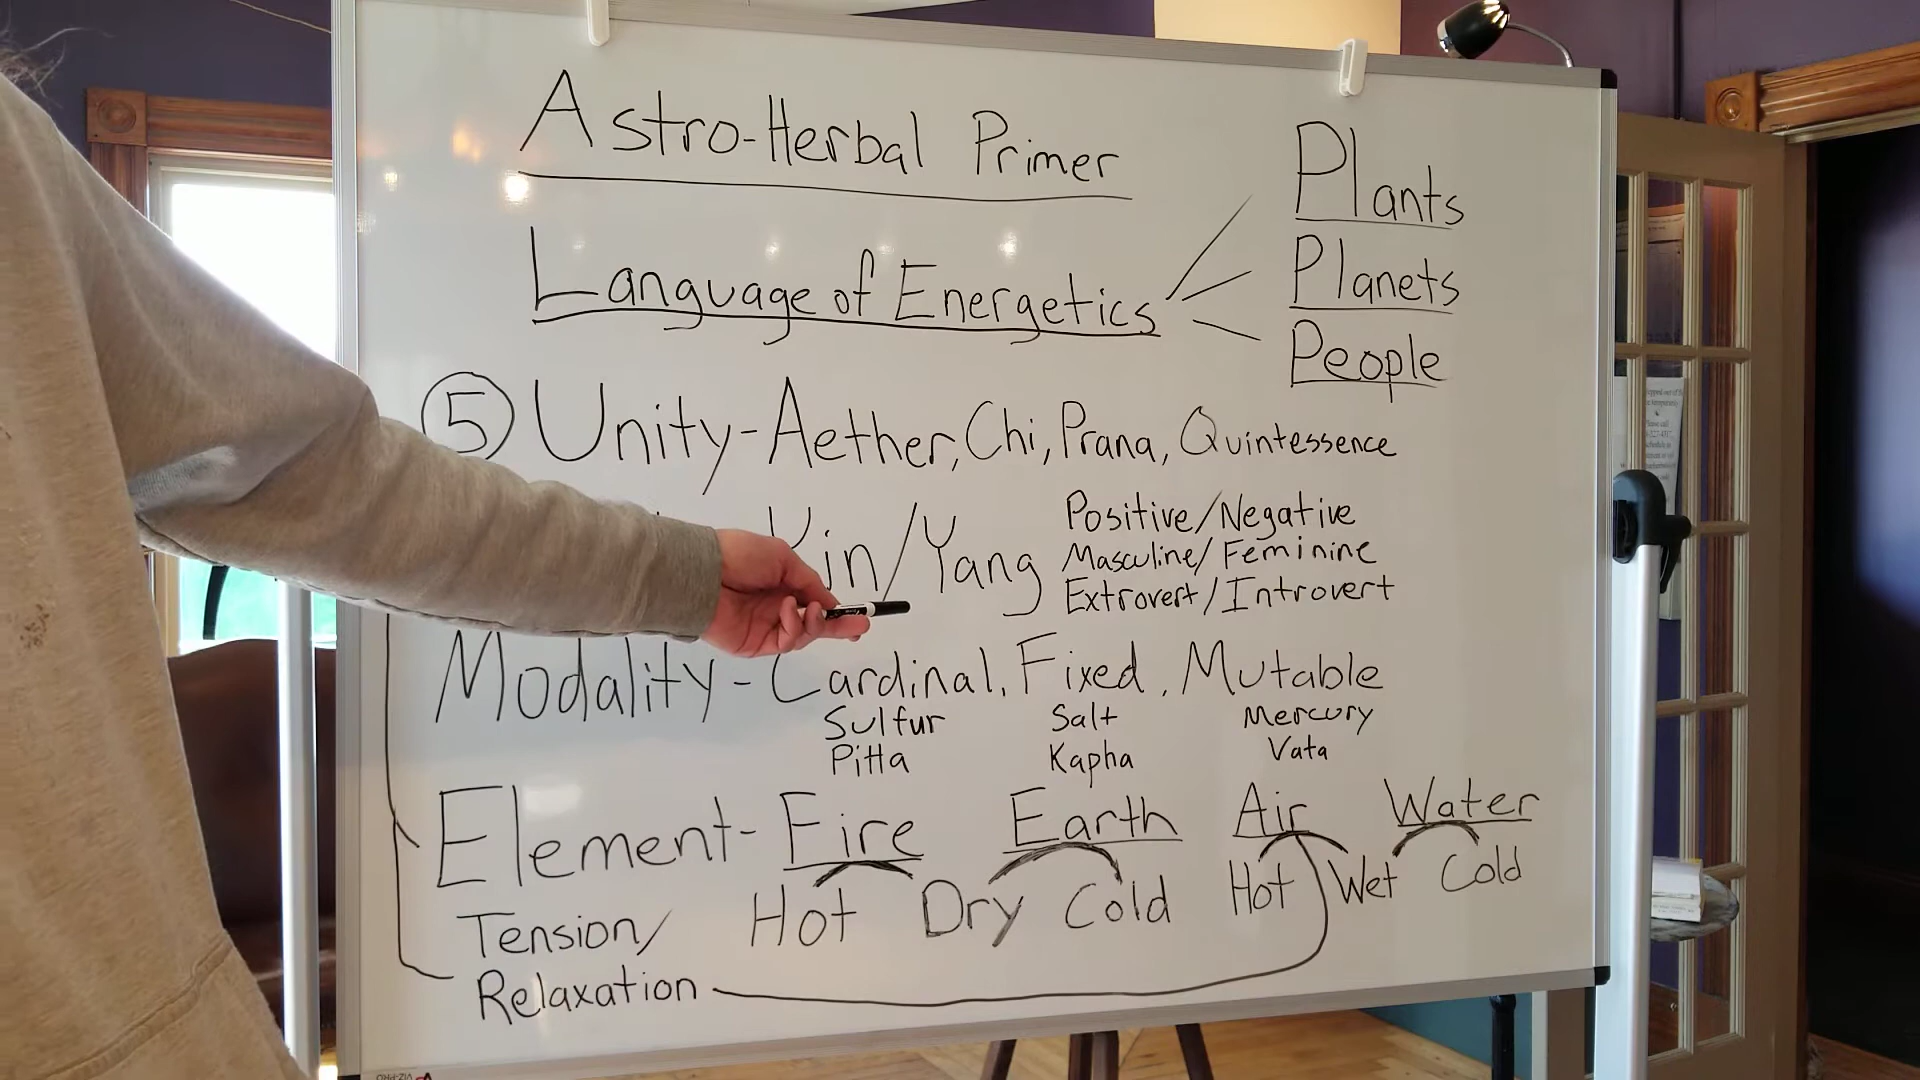 Astro-Herbal Primer
Language of Energetics
Plants
Planets
People
5 Unity-Aether, Chi, Prana, Quintessence
Yin/Yang
Positive/Negative
Masculine/Feminine
Extrovert/Introvert
Modality-Cardinal, Fixed, Mutable
Sulfur Salt Mercury
Pitta Kapha Vata
Element-Fire Earth Air Water
Hot Dry Cold Hot Wet Cold
Tension/
Relaxation